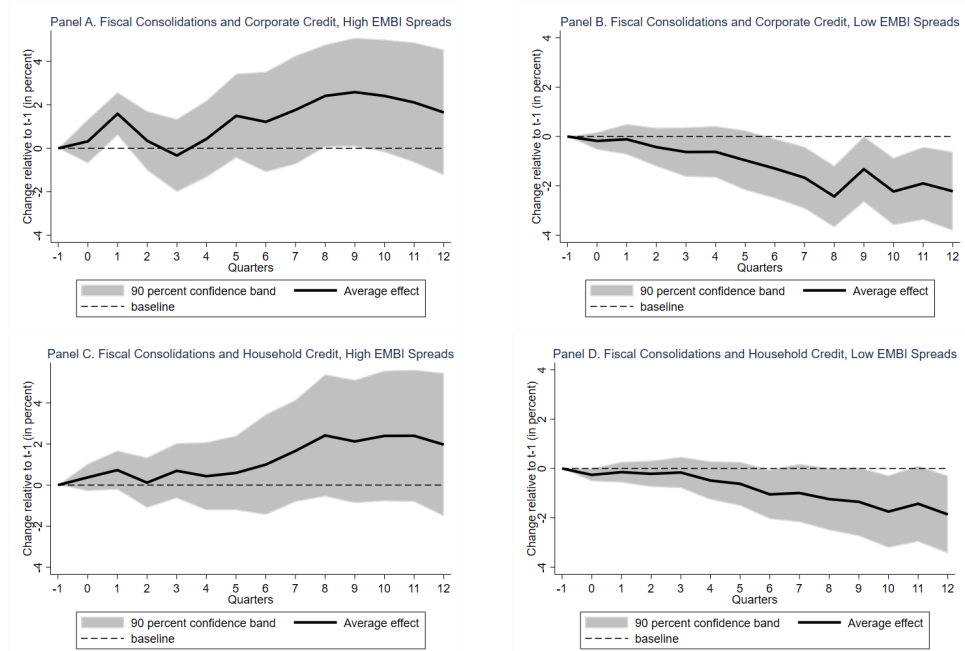 Panel A. Fiscal Consolidations and Corporate Credit, High EMBI Spreads
Change relative to t-1 (in percent)
4
2
0
-2
-4
-1 0 1 2 3 4 5 6 7 8 9 10 11 12
Quarters
90 percent confidence band Average effect
baseline
Panel B. Fiscal Consolidations and Corporate Credit, Low EMBI Spreads
Change relative to t-1 (in percent)
4
2
0
-2
-4
-1 0 1 2 3 4 5 6 7 8 9 10 11 12
Quarters
90 percent confidence band Average effect
baseline
Panel C. Fiscal Consolidations and Household Credit, High EMBI Spreads
Change relative to t-1 (in percent)
4
2
0
-2
-4
-1 0 1 2 3 4 5 6 7 8 9 10 11 12
Quarters
90 percent confidence band Average effect
baseline
Panel D. Fiscal Consolidations and Household Credit, Low EMBI Spreads
Change relative to t-1 (in percent)
4
2
0
-2
-4
-1 0 1 2 3 4 5 6 7 8 9 10 11 12
Quarters
90 percent confidence band Average effect
baseline